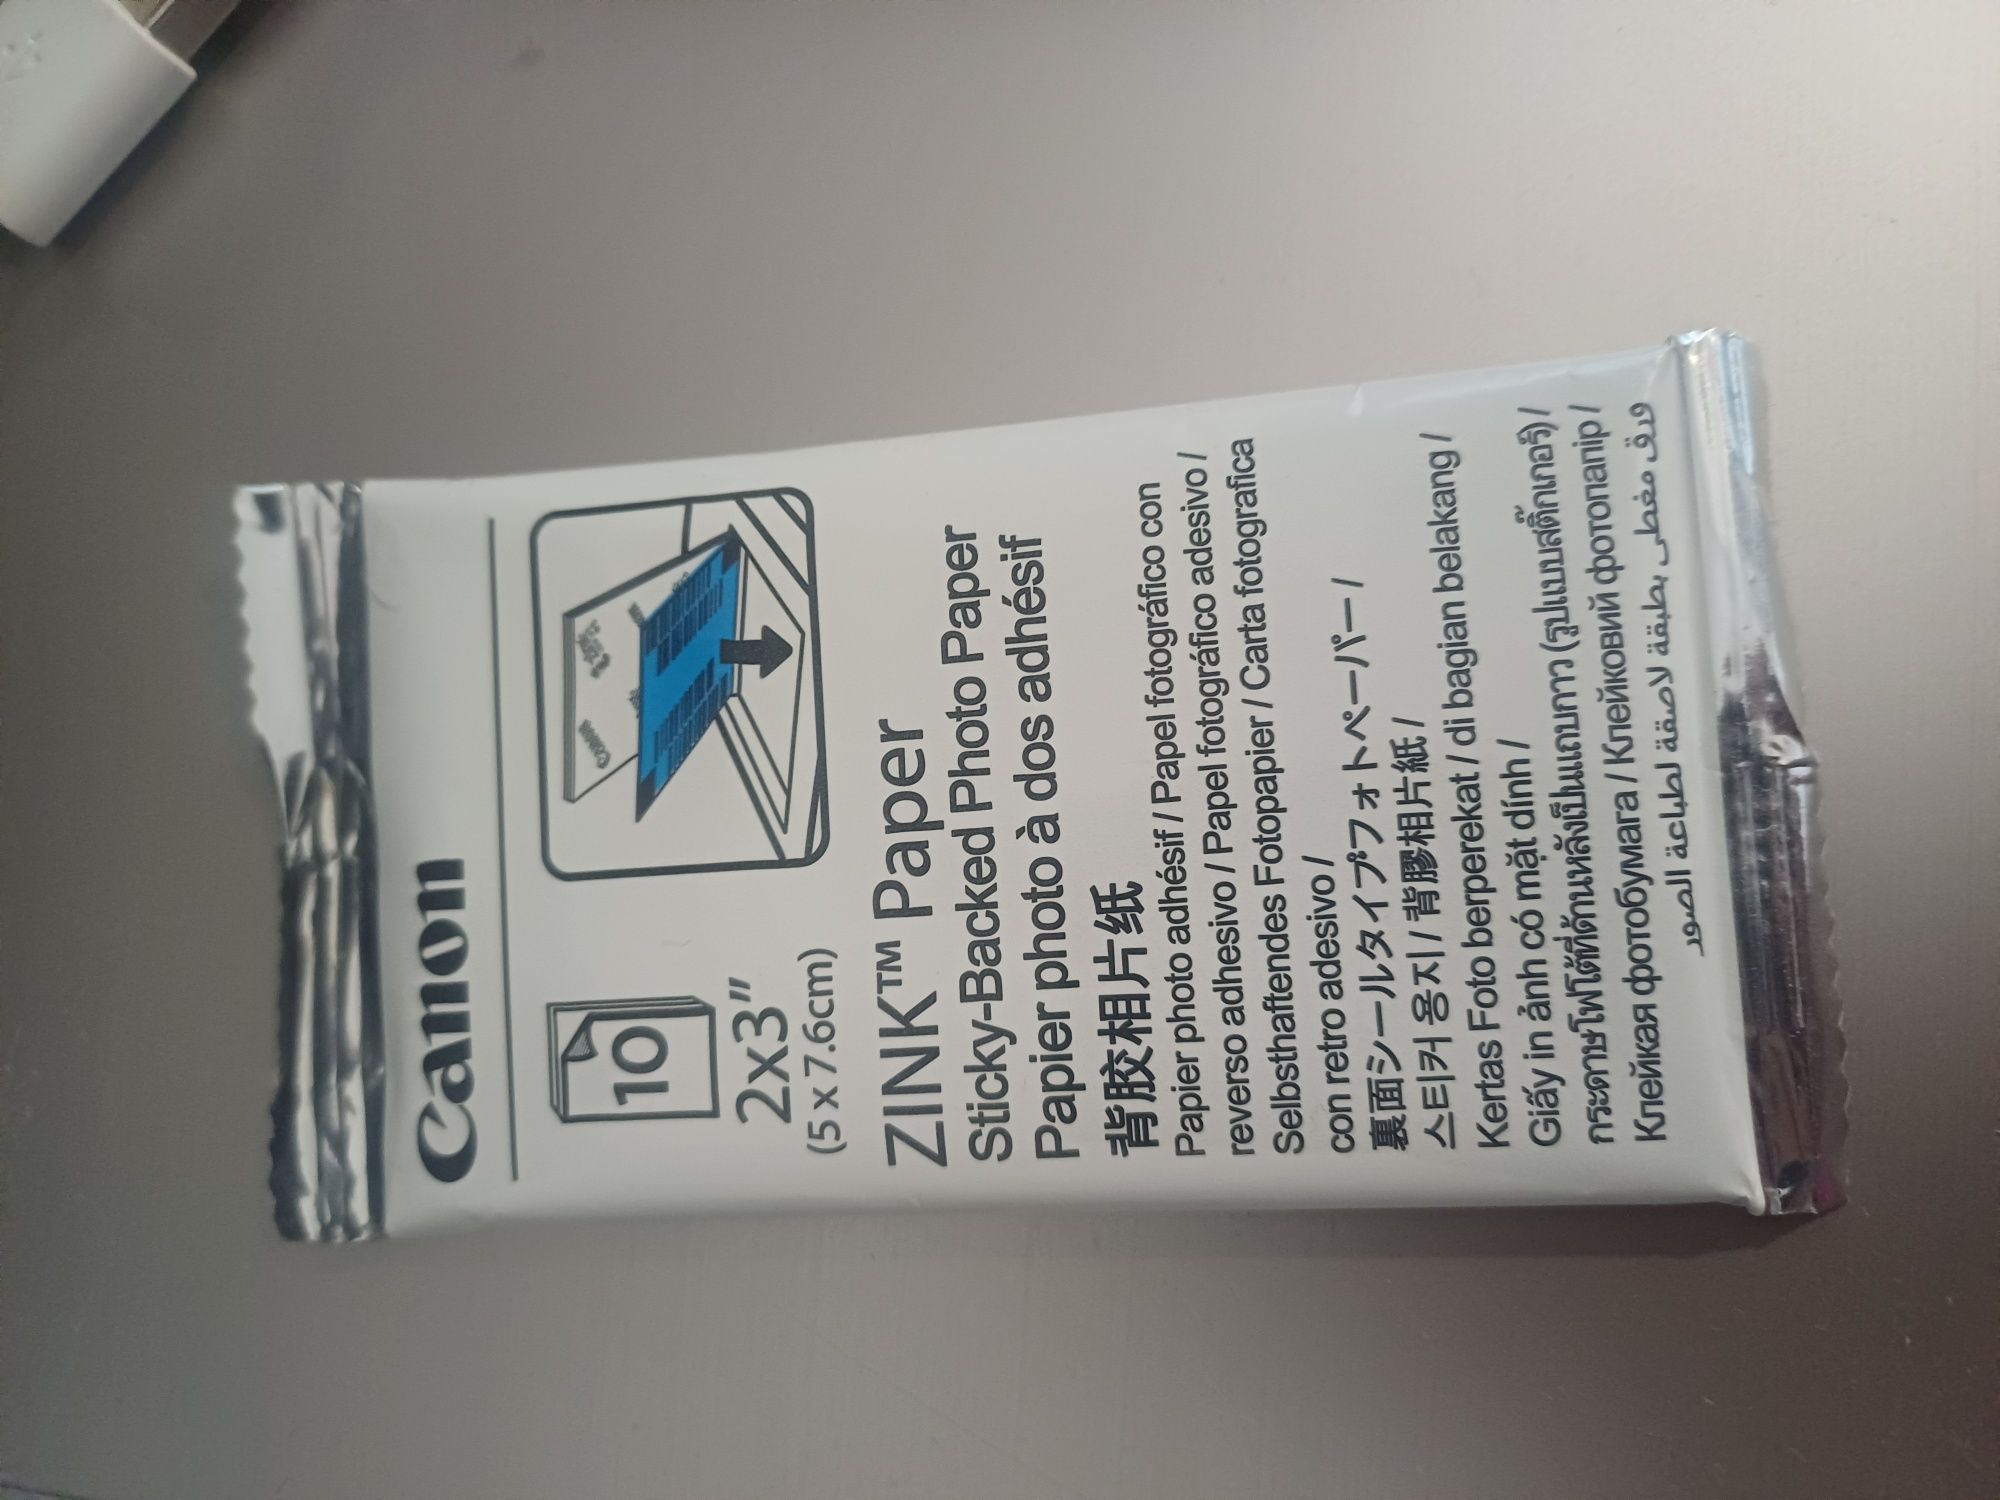 Canon
10
2x3"
(5 x 7.6cm)
Canon
ZINK™ Paper
Sticky-Backed Photo Paper
Papier photo à dos adhésif
背胶相片纸
Papier photo adhésif / Papel fotográfico con
reverso adhesivo / Papel fotográfico adesivo /
Selbsthaftendes Fotopapier / Carta fotografica
con retro adesivo /
裏面シールタイプフォトペーパー /
스티커 용지 / 背膠相片紙 /
Kertas Foto berperekat / di bagian belakang /
Giấy in ảnh có mặt dính /
กระดาษโฟโต้ที่ด้านหลังเป็นแถบกาว (รูปแบบสติ๊กเกอร์) /
Клейкая фотобумага / Клейковий фотопапір /
ورق مغطى بطبقة لاصقة لطباعة الصور